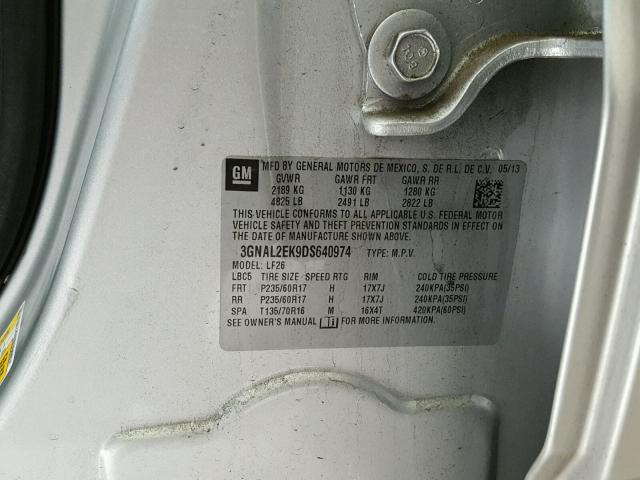 GM MFD BY GENERAL MOTORS DE MEXICO, S. DE R.L. DE C.V. 05/13
GVWR GAWR FRT GAWR RR
2189 KG 1130 KG 1280 KG
4825 LB 2491 LB 2822 LB
THIS VEHICLE CONFORMS TO ALL APPLICABLE U.S. FEDERAL MOTOR
VEHICLE SAFETY AND THEFT PREVENTION STANDARDS IN EFFECT ON
THE DATE OF MANUFACTURE SHOWN ABOVE.
3GNAL2EK9DS640974 TYPE: M.P.V.
MODEL: LF26
LBC5 TIRE SIZE SPEED RTG RIM COLD TIRE PRESSURE
FRT P235/60R17 H 17X7J 240KPA(35PSI)
RR P235/60R17 H 17X7J 240KPA(35PSI)
SPA T135/70R16 M 16X4T 420KPA(60PSI)
SEE OWNER'S MANUAL FOR MORE INFORMATION.